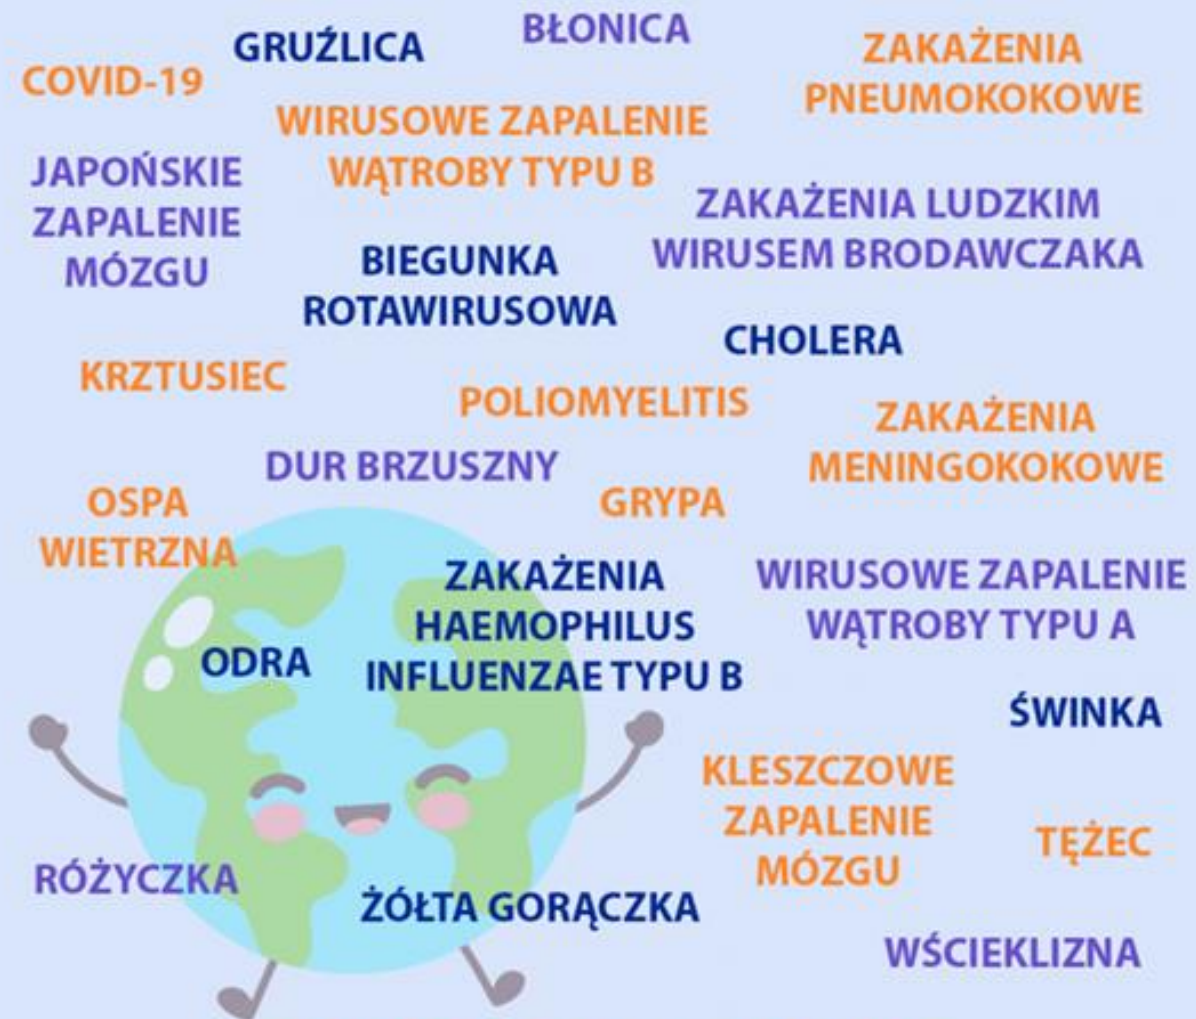 BŁONICA
GRUŹLICA
ZAKAŻENIA
PNEUMOKOKOWE
COVID-19
WIRUSOWE ZAPALENIE
WĄTROBY TYPU B
JAPOŃSKIE
ZAPALENIE
MÓZGU
ZAKAŻENIA LUDZKIM
WIRUSEM BRODAWCZAKA
BIEGUNKA
ROTAWIRUSOWA
CHOLERA
KRZTUSIEC
POLIOMYELITIS
ZAKAŻENIA
MENINGOKOKOWE
DUR BRZUSZNY
OSPA
WIETRZNA
GRYPA
ZAKAŻENIA
HAEMOPHILUS
INFLUENZAE TYPU B
WIRUSOWE ZAPALENIE
WĄTROBY TYPU A
ODRA
ŚWINKA
KLESZCZOWE
ZAPALENIE
MÓZGU
TĘŻEC
RÓŻYCZKA
ŻÓŁTA GORĄCZKA
WŚCIEKLIZNA